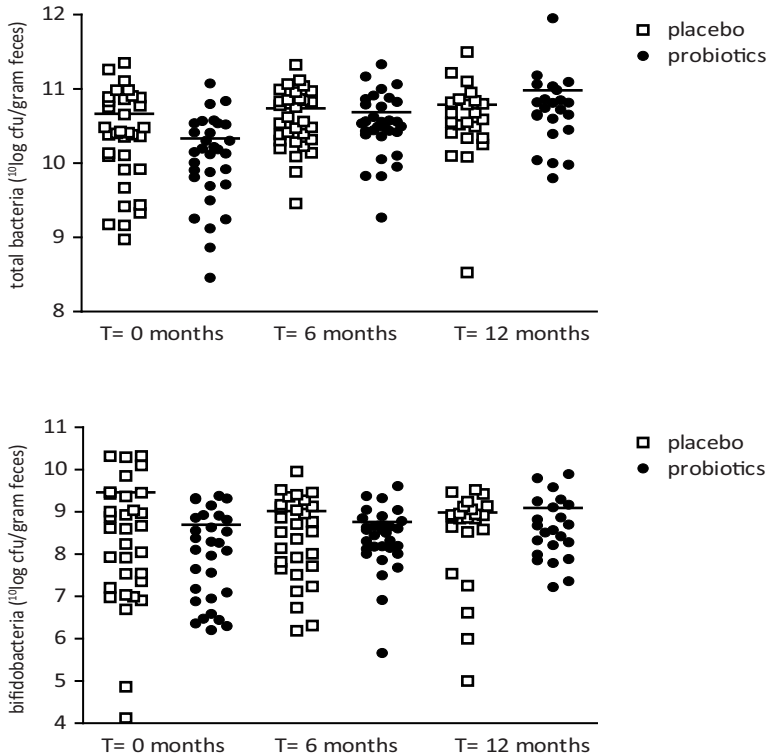 12
11
10
9
8
total bacteria (¹⁰log cfu/gram feces)
placebo
probiotics
T= 0 months T= 6 months T= 12 months
11
10
9
8
7
6
5
4
bifidobacteria (¹⁰log cfu/gram feces)
placebo
probiotics
T= 0 months T= 6 months T= 12 months